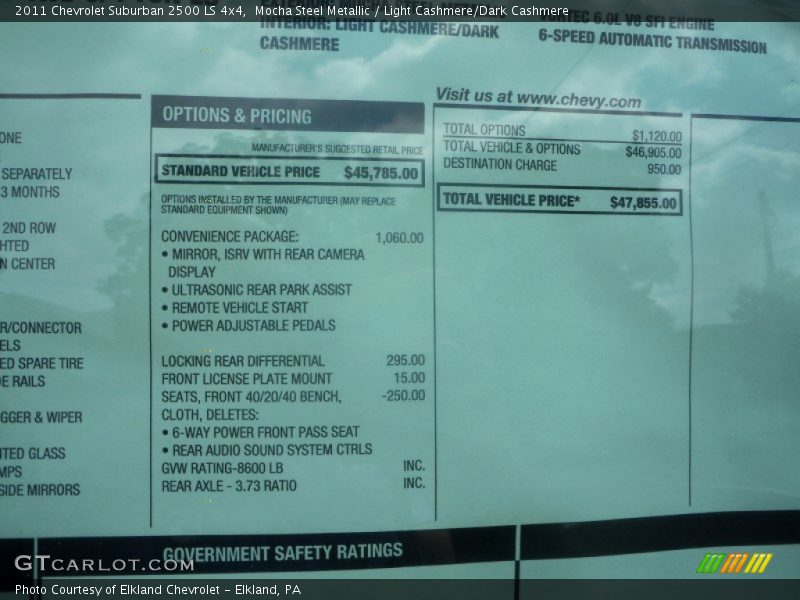 2011 Chevrolet Suburban 2500 LS 4x4, Mocha Steel Metallic / Light Cashmere/Dark Cashmere
INTERIOR: LIGHT CASHMERE/DARK
CASHMERE
VORTEC 6.0L V8 SFI ENGINE
6-SPEED AUTOMATIC TRANSMISSION
ONE
SEPARATELY
3 MONTHS
2ND ROW
HTED
N CENTER
R/CONNECTOR
ELS
ED SPARE TIRE
E RAILS
GGER & WIPER
TED GLASS
MPS
SIDE MIRRORS
OPTIONS & PRICING
MANUFACTURER'S SUGGESTED RETAIL PRICE
STANDARD VEHICLE PRICE $45,785.00
OPTIONS INSTALLED BY THE MANUFACTURER (MAY REPLACE
STANDARD EQUIPMENT SHOWN)
CONVENIENCE PACKAGE: 1,060.00
• MIRROR, ISRV WITH REAR CAMERA
DISPLAY
• ULTRASONIC REAR PARK ASSIST
• REMOTE VEHICLE START
• POWER ADJUSTABLE PEDALS
LOCKING REAR DIFFERENTIAL 295.00
FRONT LICENSE PLATE MOUNT 15.00
SEATS, FRONT 40/20/40 BENCH, -250.00
CLOTH, DELETES:
• 6-WAY POWER FRONT PASS SEAT
• REAR AUDIO SOUND SYSTEM CTRLS
GVW RATING-8600 LB INC.
REAR AXLE - 3.73 RATIO INC.
Visit us at www.chevy.com
TOTAL OPTIONS $1,120.00
TOTAL VEHICLE & OPTIONS $46,905.00
DESTINATION CHARGE 950.00
TOTAL VEHICLE PRICE* $47,855.00
GOVERNMENT SAFETY RATINGS
GTCARLOT.COM
Photo Courtesy of Elkland Chevrolet - Elkland, PA